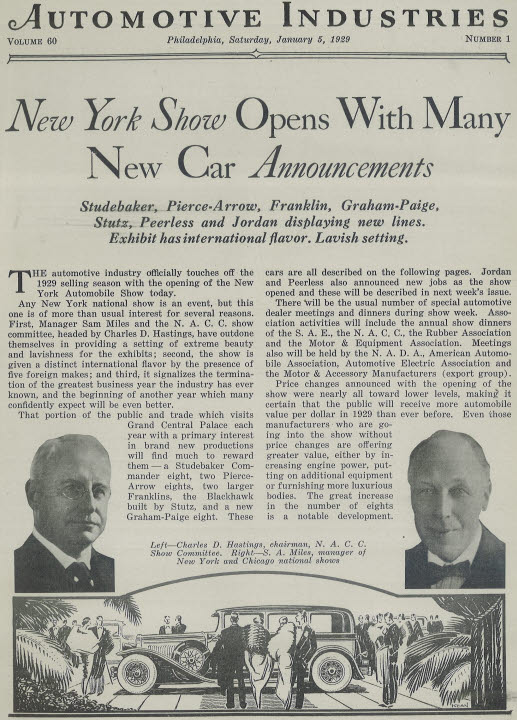 AUTOMOTIVE INDUSTRIES
VOLUME 60
Philadelphia, Saturday, January 5, 1929
NUMBER 1
New York Show Opens With Many
New Car Announcements
Studebaker, Pierce-Arrow, Franklin, Graham-Paige,
Stutz, Peerless and Jordan displaying new lines.
Exhibit has international flavor. Lavish setting.
THE automotive industry officially touches off the
1929 selling season with the opening of the New
York Automobile Show today.
Any New York national show is an event, but this
one is of more than usual interest for several reasons.
First, Manager Sam Miles and the N. A. C. C. show
committee, headed by Charles D. Hastings, have outdone
themselves in providing a setting of extreme beauty
and lavishness for the exhibits; second, the show is
given a distinct international flavor by the presence of
five foreign makes; and third, it signalizes the termina-
tion of the greatest business year the industry has ever
known, and the beginning of another year which many
confidently expect will be even better.
That portion of the public and trade which visits
Grand Central Palace each
year with a primary interest
in brand new productions
will find much to reward
them — a Studebaker Com-
mander eight, two Pierce-
Arrow eights, two larger
Franklins, the Blackhawk
built by Stutz, and a new
Graham-Paige eight. These
cars are all described on the following pages. Jordan
and Peerless also announced new jobs as the show
opened and these will be described in next week's issue.
There will be the usual number of special automotive
dealer meetings and dinners during show week. Asso-
ciation activities will include the annual show dinners
of the S. A. E., the N. A. C. C., the Rubber Association
and the Motor & Equipment Association. Meetings
also will be held by the N. A. D. A., American Automo-
bile Association, Automotive Electric Association and
the Motor & Accessory Manufacturers (export group).
Price changes announced with the opening of the
show were nearly all toward lower levels, making it
certain that the public will receive more automobile
value per dollar in 1929 than ever before. Even those
manufacturers who are go-
ing into the show without
price changes are offering
greater value, either by in-
creasing engine power, put-
ting on additional equipment
or furnishing more luxurious
bodies. The great increase
in the number of eights
is a notable development.
Left—Charles D. Hastings, chairman, N. A. C. C.
Show Committee. Right—S. A. Miles, manager of
New York and Chicago national shows